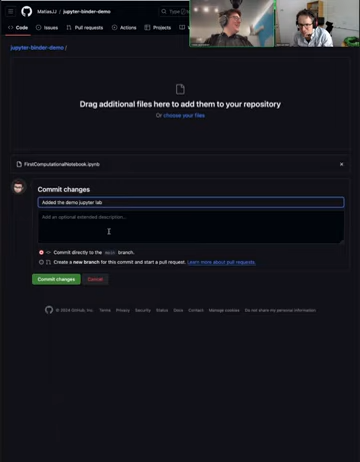 MatiasJJ / jupyter-binder-demo
Type
Code
Issues
Pull requests
Actions
Projects
jupyter-binder-demo /
Drag additional files here to add them to your repository
Or choose your files
FirstComputationalNotebook.ipynb
Commit changes
Added the demo jupyter lab
Add an optional extended description...
Commit directly to the main branch.
Create a new branch for this commit and start a pull request. Learn more about pull requests.
Commit changes
Cancel
© 2024 GitHub, Inc. Terms Privacy Security Status Docs Contact Manage cookies Do not share my personal information